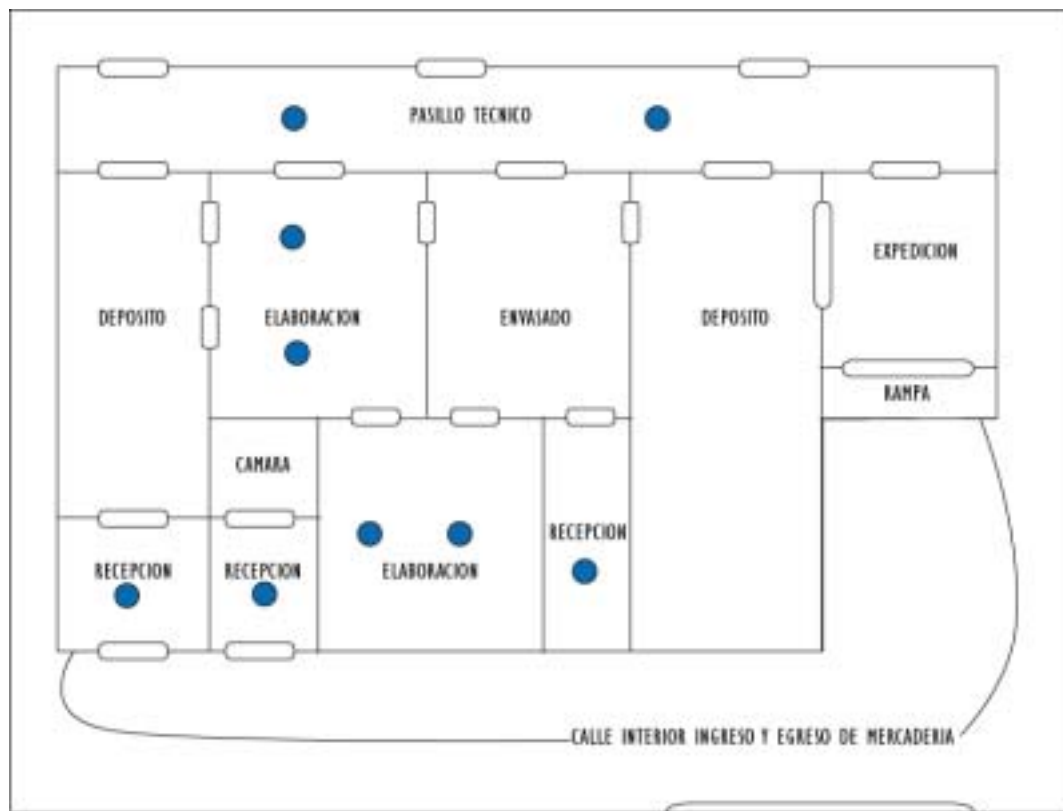 PASILLO TECNICO
EXPEDICION
DEPOSITO
ELABORACION
ENVASADO
DEPOSITO
RAMPA
CAMARA
RECEPCION
RECEPCION
RECEPCION
ELABORACION
CALLE INTERIOR INGRESO Y EGRESO DE MERCADERIA